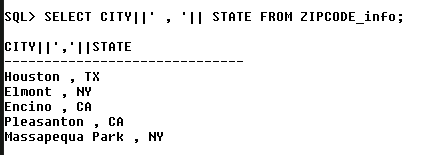 SQL> SELECT CITY||' , '|| STATE FROM ZIPCODE_info;
CITY||','||STATE
------------------------------
Houston , TX
Elmont , NY
Encino , CA
Pleasanton , CA
Massapequa Park , NY